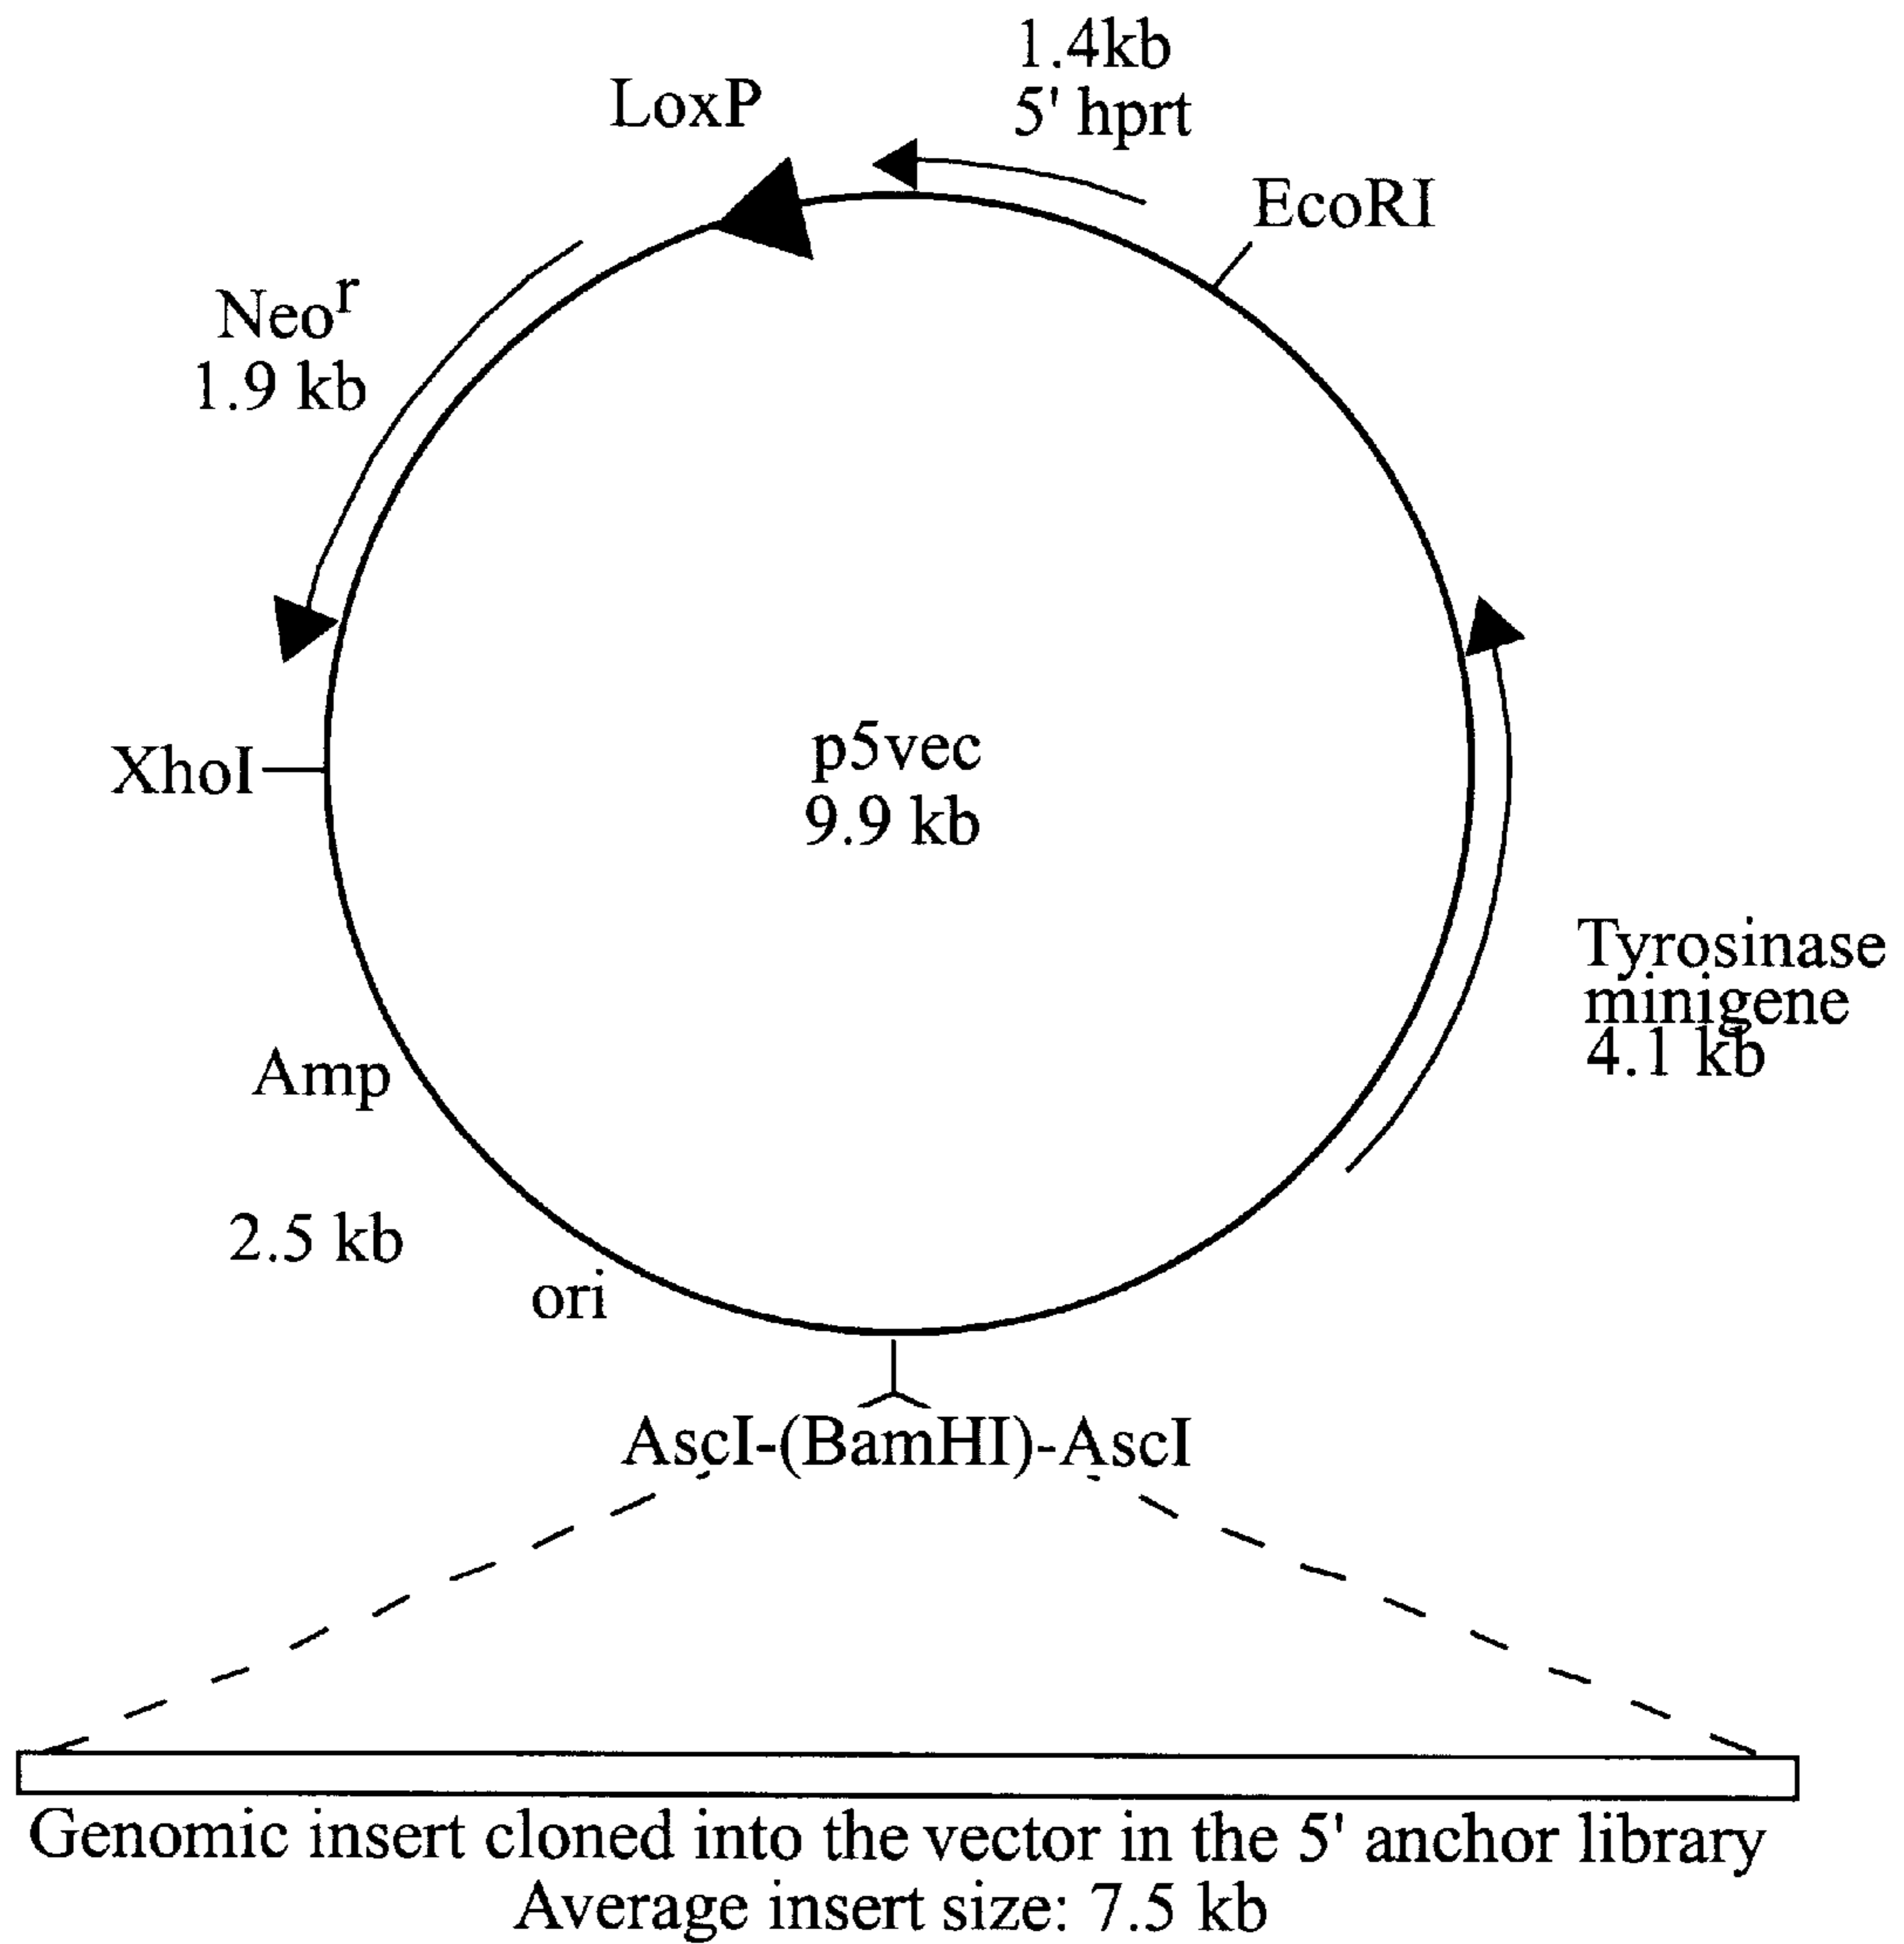 1.4kb
5' hprt
LoxP
EcoRI
Neo^r
1.9 kb
XhoI
p5vec
9.9 kb
Tyrosinase
minigene
4.1 kb
Amp
2.5 kb
ori
AscI-(BamHI)-AscI
Genomic insert cloned into the vector in the 5' anchor library
Average insert size: 7.5 kb